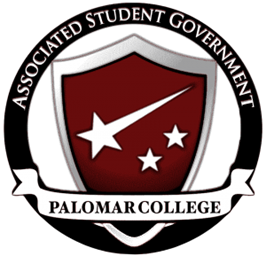 ASSOCIATED STUDENT GOVERNMENT
PALOMAR COLLEGE